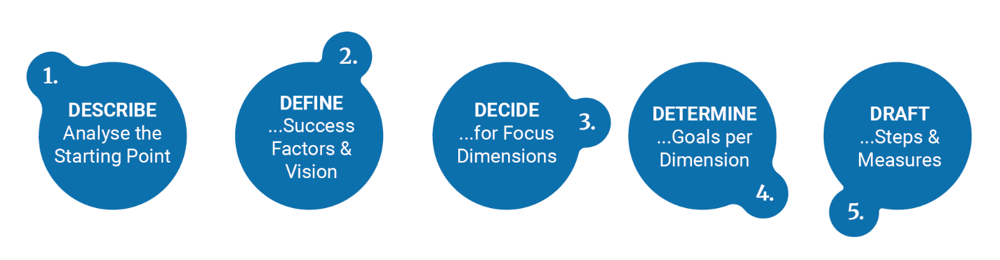 1.
DESCRIBE
Analyse the
Starting Point
2.
DEFINE
...Success
Factors &
Vision
3.
DECIDE
...for Focus
Dimensions
4.
DETERMINE
...Goals per
Dimension
5.
DRAFT
...Steps &
Measures